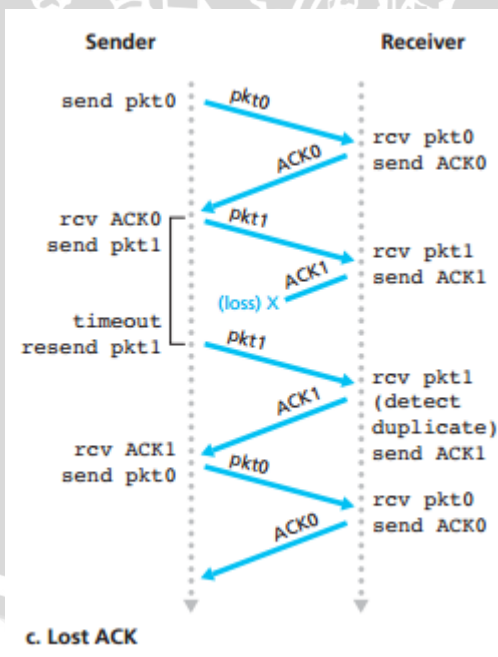 Sender
Receiver
send pkt0
pkt0
rcv pkt0
send ACK0
ACK0
rcv ACK0
send pkt1
pkt1
rcv pkt1
send ACK1
ACK1
(loss) X
timeout
resend pkt1
pkt1
rcv pkt1
(detect
duplicate)
send ACK1
ACK1
rcv ACK1
send pkt0
pkt0
rcv pkt0
send ACK0
ACK0
c. Lost ACK